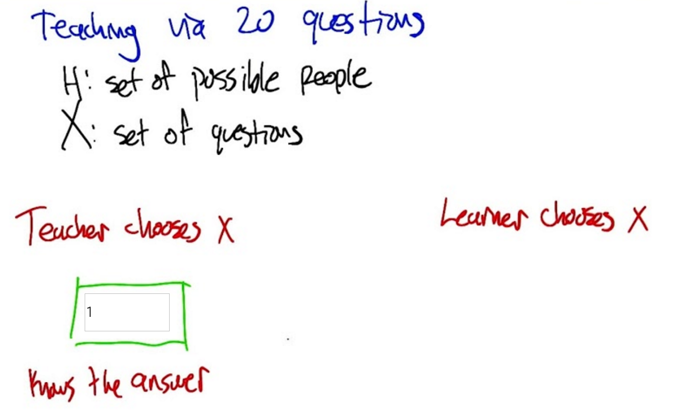 Teaching via 20 questions
H: set of possible people
X: set of questions
Teacher chooses X
Learner chooses X
1
knows the answer